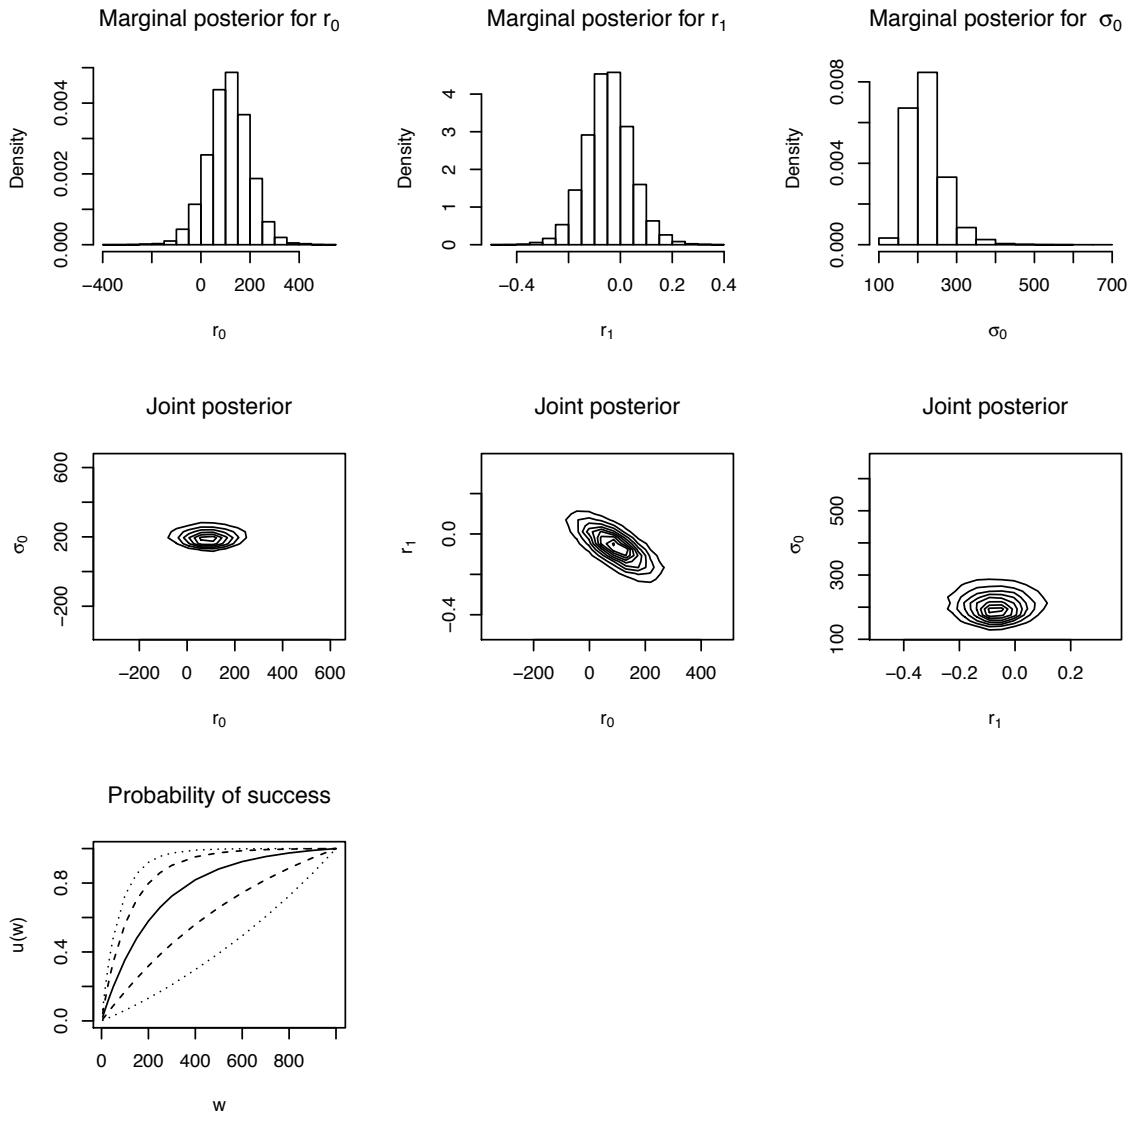 Marginal posterior for r₀
Density
0.000 0.002 0.004
−400 0 200 400
r₀
Marginal posterior for r₁
Density
0 1 2 3 4
−0.4 0.0 0.2 0.4
r₁
Marginal posterior for σ₀
Density
0.000 0.004 0.008
100 300 500 700
σ₀
Joint posterior
σ₀
−200 200 600
−200 0 200 400 600
r₀
Joint posterior
r₁
−0.4 0.0
−200 0 200 400
r₀
Joint posterior
σ₀
100 300 500
−0.4 −0.2 0.0 0.2
r₁
Probability of success
u(w)
0.0 0.4 0.8
0 200 400 600 800
w